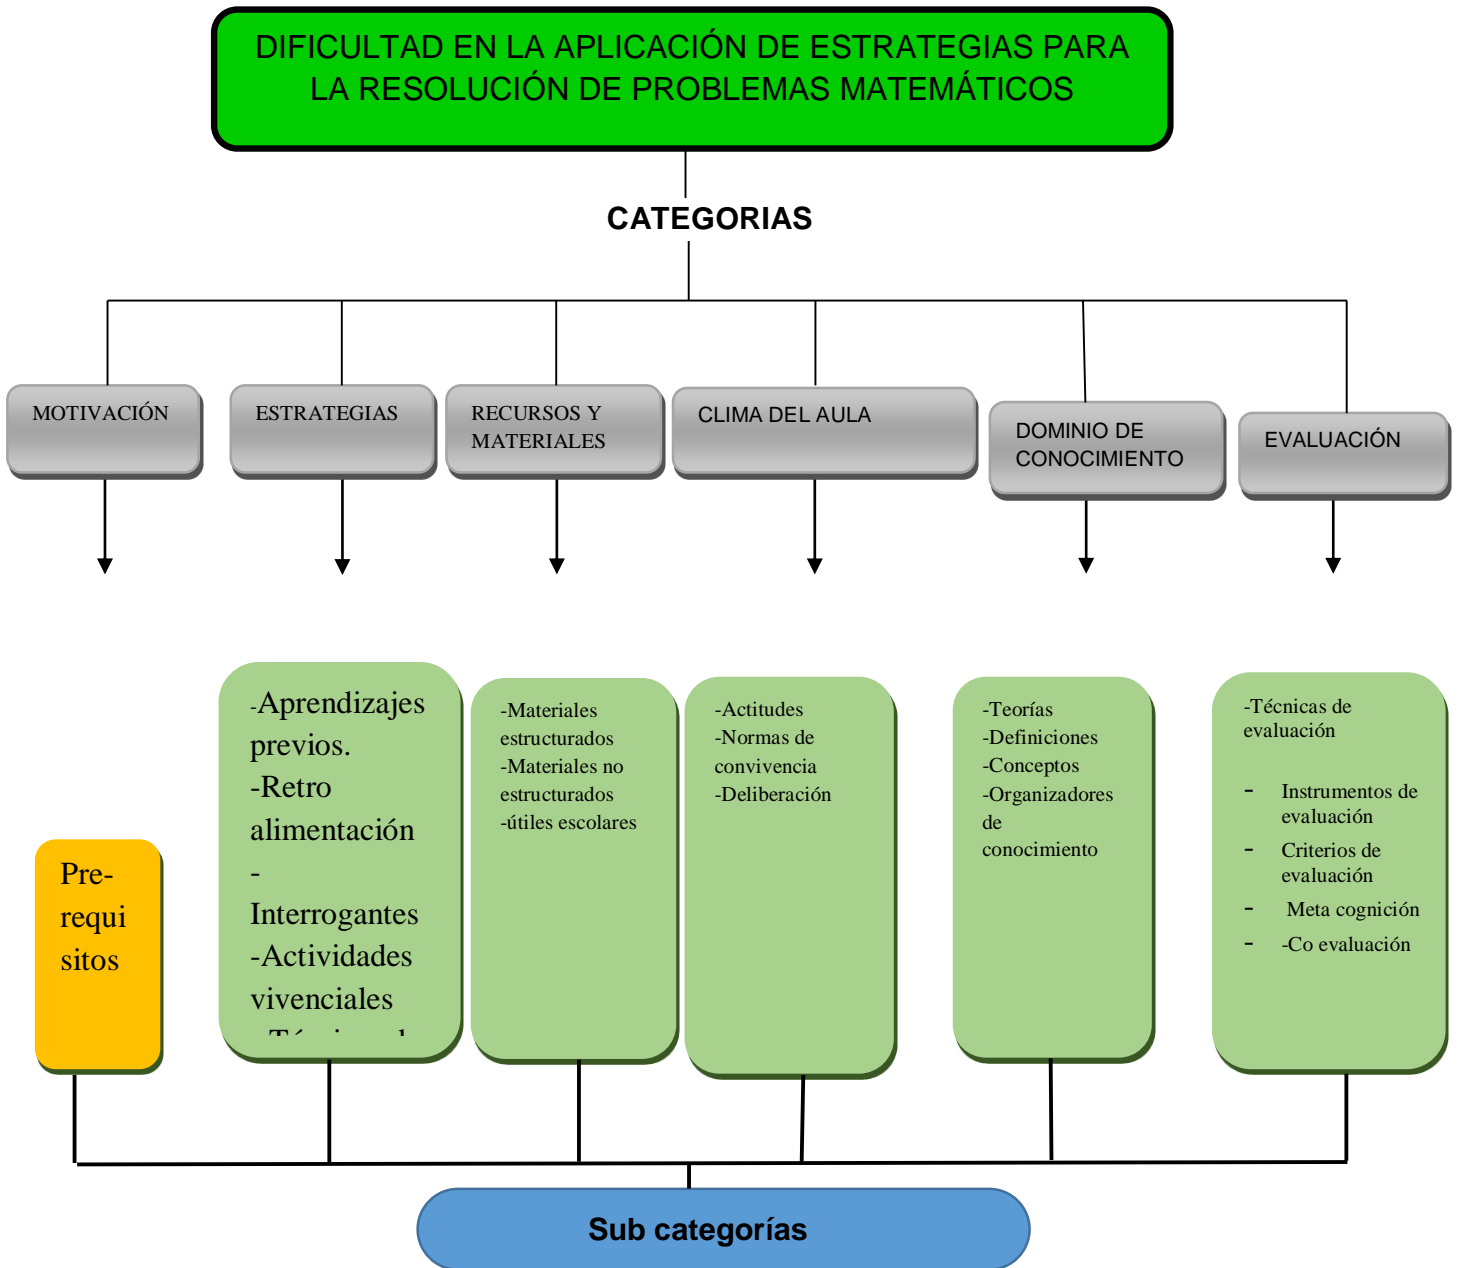 DIFICULTAD EN LA APLICACIÓN DE ESTRATEGIAS PARA
LA RESOLUCIÓN DE PROBLEMAS MATEMÁTICOS
CATEGORIAS
MOTIVACIÓN
ESTRATEGIAS
RECURSOS Y
MATERIALES
CLIMA DEL AULA
DOMINIO DE
CONOCIMIENTO
EVALUACIÓN
Pre-
requi
sitos
-Aprendizajes
previos.
-Retro
alimentación
-
Interrogantes
-Actividades
vivenciales
-Materiales
estructurados
-Materiales no
estructurados
-útiles escolares
-Actitudes
-Normas de
convivencia
-Deliberación
-Teorías
-Definiciones
-Conceptos
-Organizadores
de
conocimiento
-Técnicas de
evaluación
- Instrumentos de
evaluación
- Criterios de
evaluación
- Meta cognición
- -Co evaluación
Sub categorías